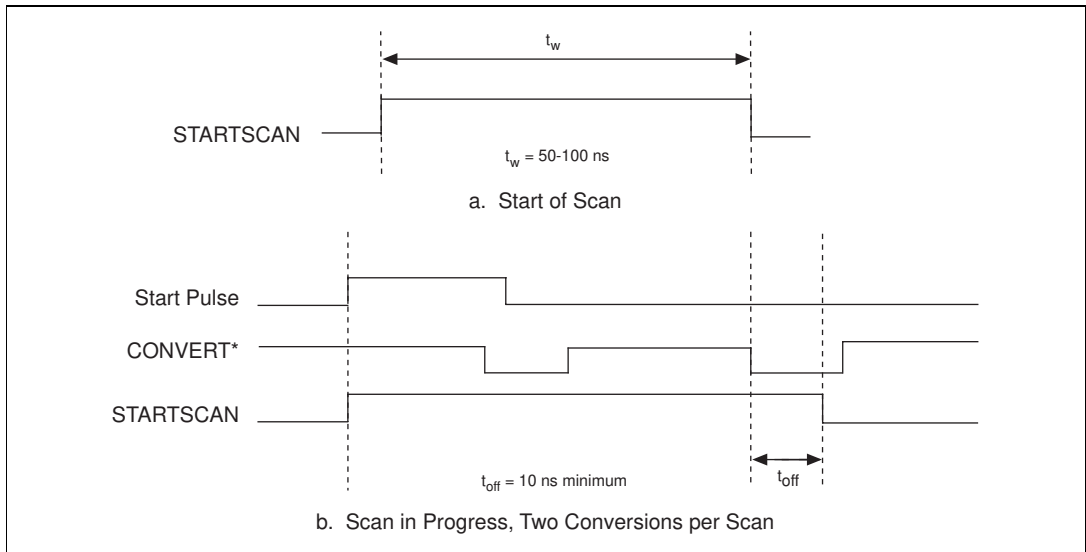 t_w
STARTSCAN
t_w = 50-100 ns
a. Start of Scan
Start Pulse
CONVERT*
STARTSCAN
t_off = 10 ns minimum
t_off
b. Scan in Progress, Two Conversions per Scan